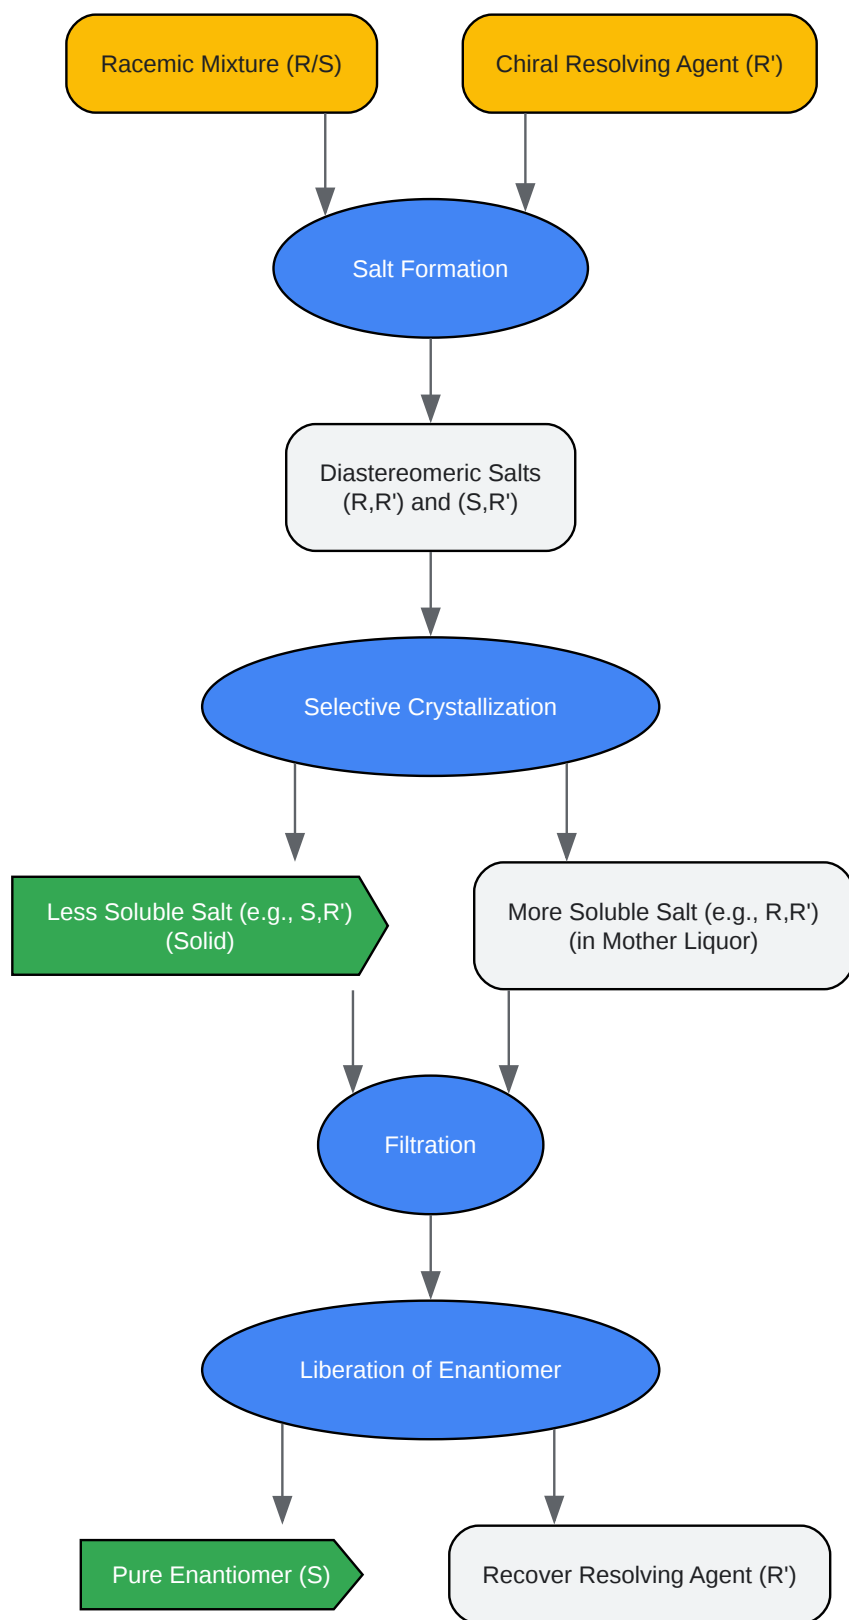 Racemic Mixture (R/S)
Chiral Resolving Agent (R')
Salt Formation
Diastereomeric Salts
(R,R') and (S,R')
Selective Crystallization
Less Soluble Salt (e.g., S,R')
(Solid)
More Soluble Salt (e.g., R,R')
(in Mother Liquor)
Filtration
Liberation of Enantiomer
Pure Enantiomer (S)
Recover Resolving Agent (R')